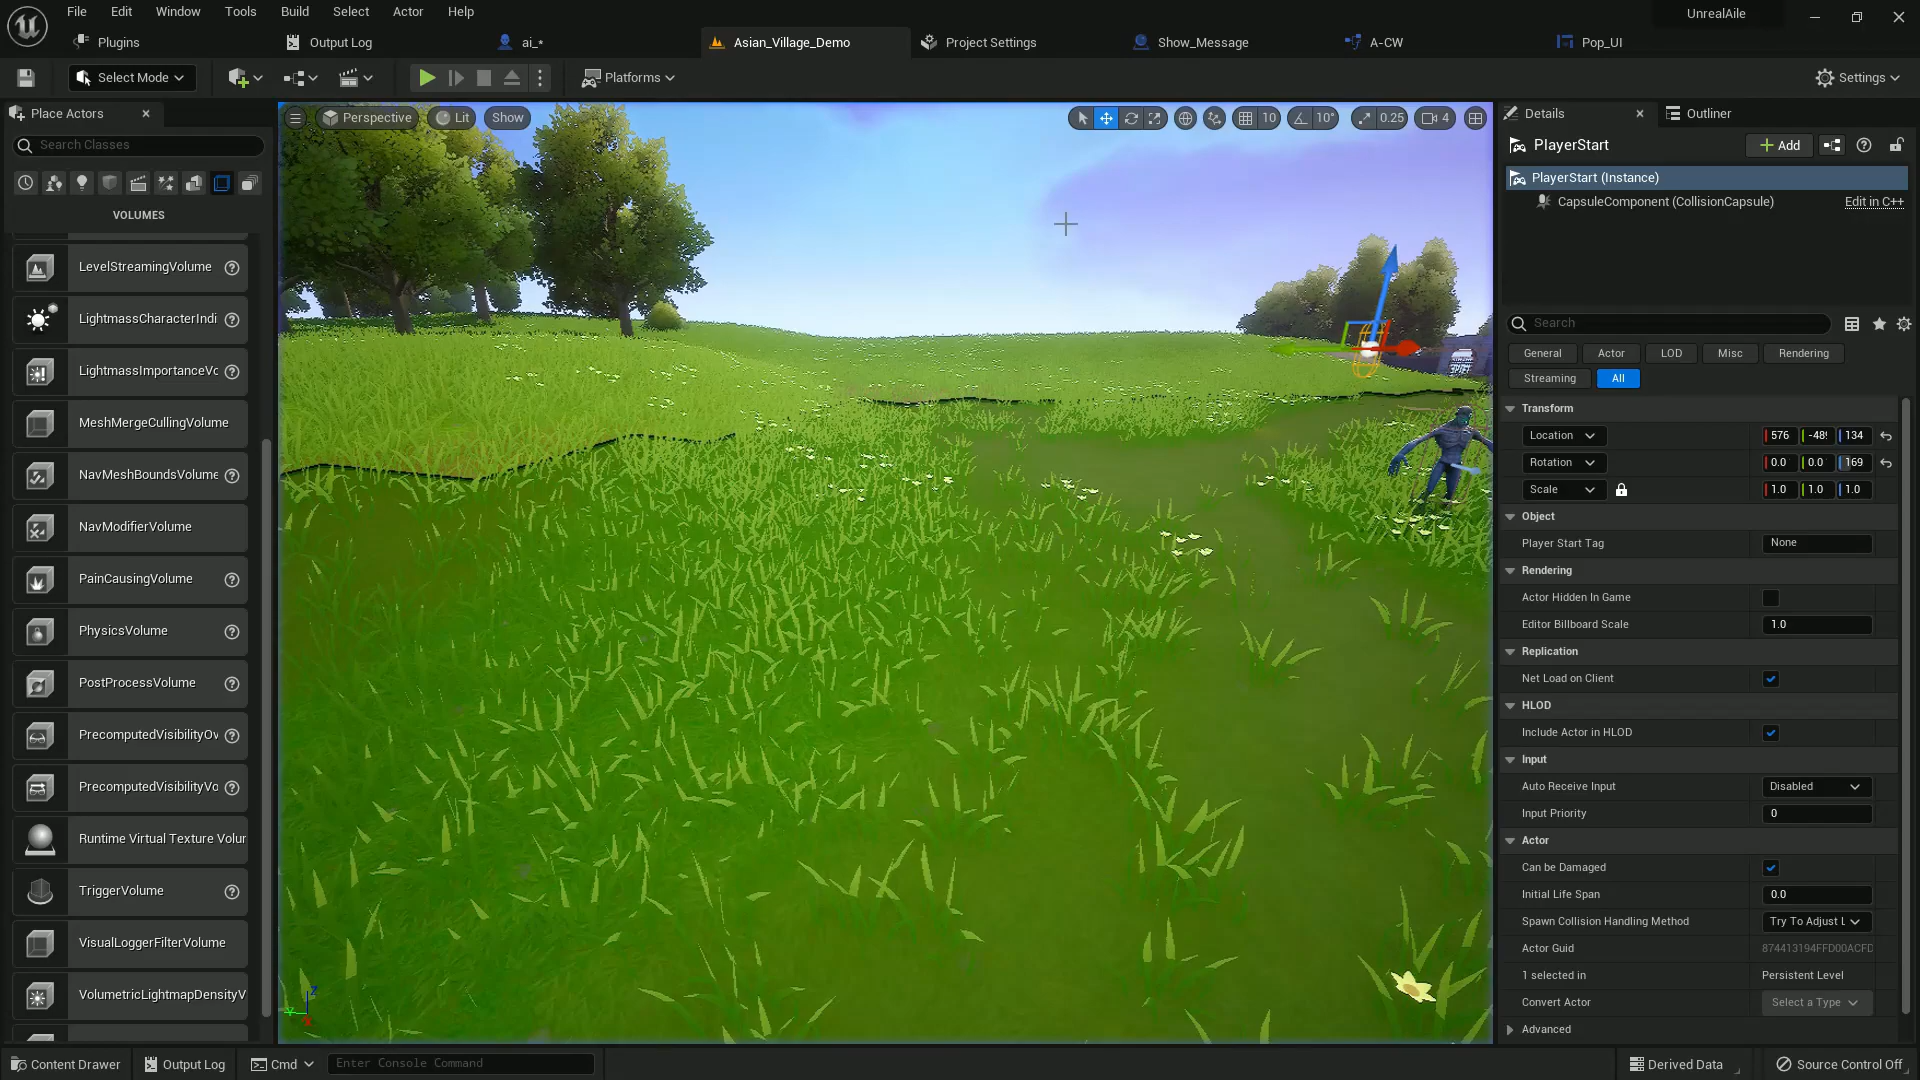 File Edit Window Tools Build Select Actor Help UnrealAile
Plugins Output Log ai_* Asian_Village_Demo Project Settings Show_Message A-CW Pop_UI
Select Mode Platforms Settings
Place Actors
Search Classes
VOLUMES
LevelStreamingVolume
LightmassCharacterIndi
LightmassImportanceVo
MeshMergeCullingVolume
NavMeshBoundsVolume
NavModifierVolume
PainCausingVolume
PhysicsVolume
PostProcessVolume
PrecomputedVisibilityOv
PrecomputedVisibilityVo
Runtime Virtual Texture Volur
TriggerVolume
VisualLoggerFilterVolume
VolumetricLightmapDensityV
Perspective Lit Show 10 10° 0.25 4
Z
Y
X
Details Outliner
PlayerStart Add
PlayerStart (Instance)
CapsuleComponent (CollisionCapsule) Edit in C++
Search
General Actor LOD Misc Rendering
Streaming All
Transform
Location 576 -489 134
Rotation 0.0 0.0 169
Scale 1.0 1.0 1.0
Object
Player Start Tag None
Rendering
Actor Hidden In Game
Editor Billboard Scale 1.0
Replication
Net Load on Client
HLOD
Include Actor in HLOD
Input
Auto Receive Input Disabled
Input Priority 0
Actor
Can be Damaged
Initial Life Span 0.0
Spawn Collision Handling Method Try To Adjust L
Actor Guid 874413194FFD00ACFD
1 selected in Persistent Level
Convert Actor Select a Type
Advanced
Content Drawer Output Log Cmd Enter Console Command Derived Data Source Control Off